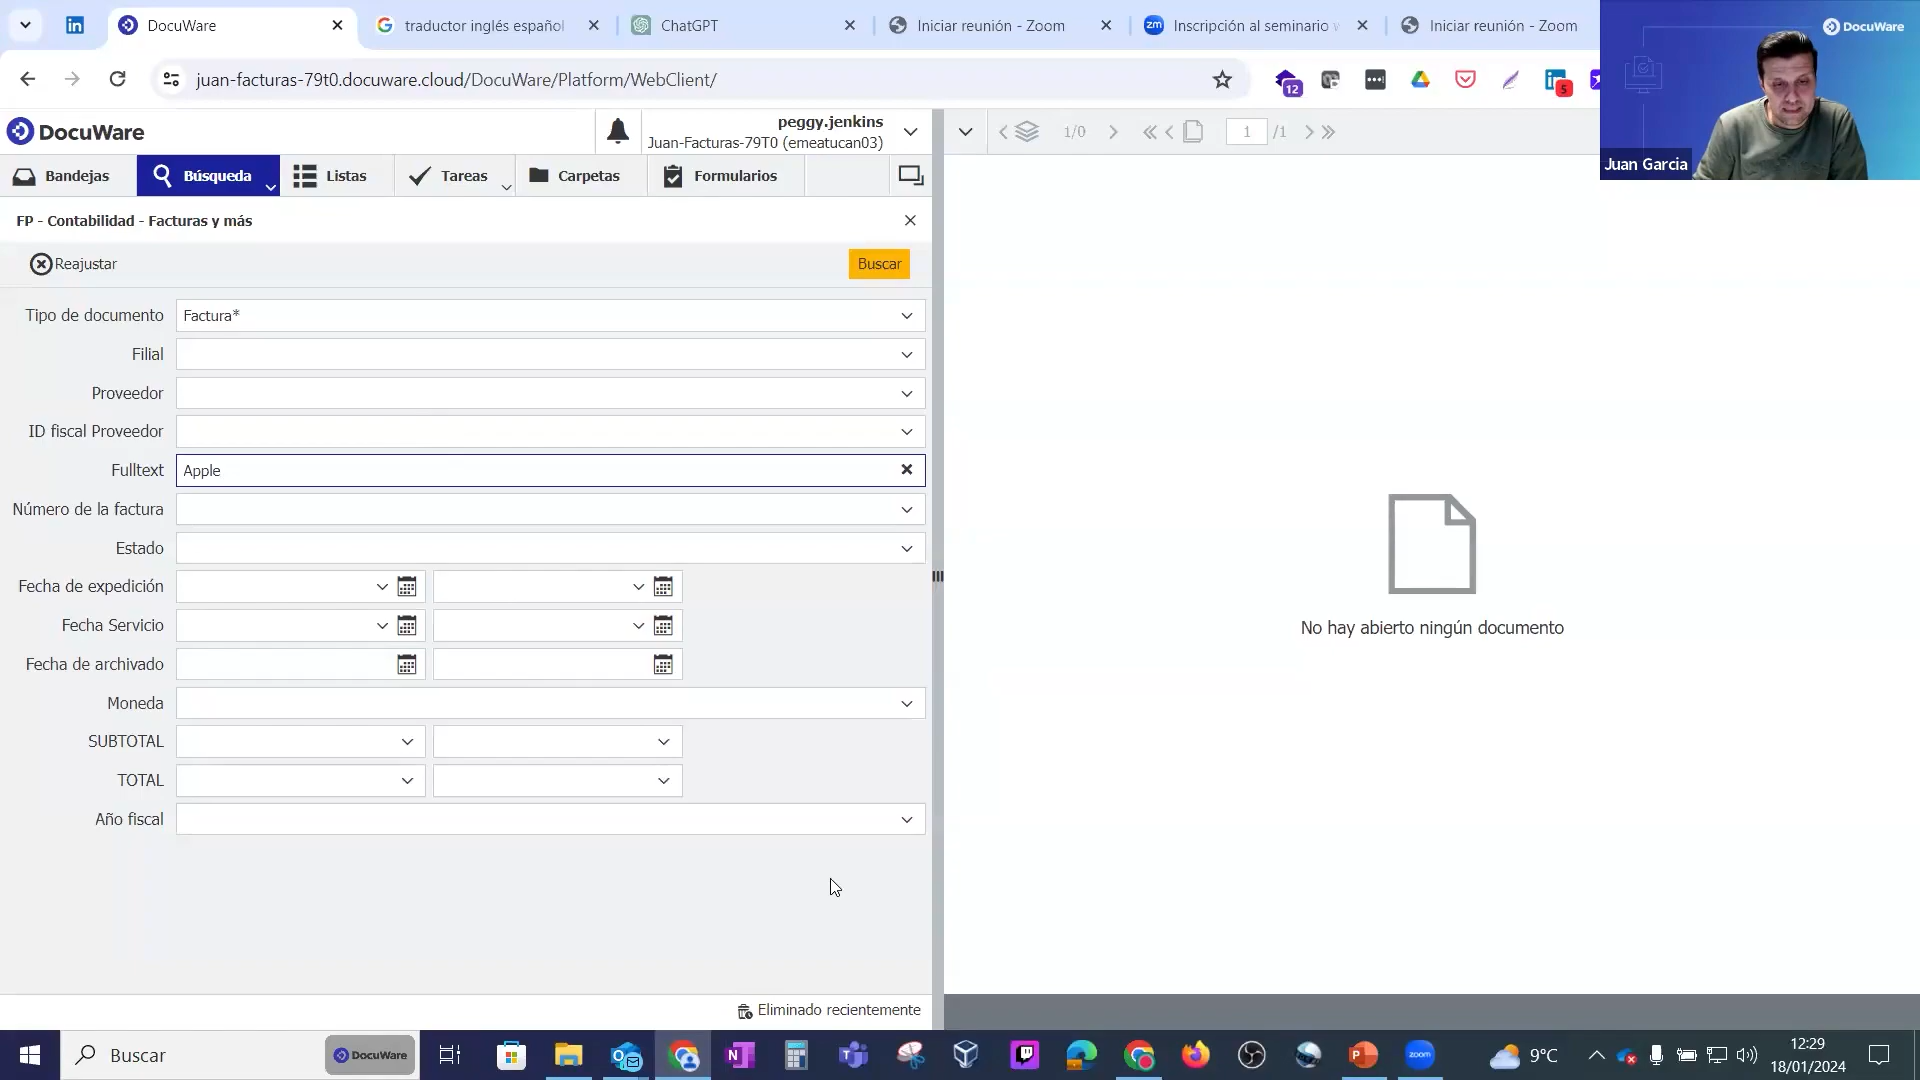 DocuWare
traductor inglés español
ChatGPT
Iniciar reunión - Zoom
Inscripción al seminario
Iniciar reunión - Zoom
juan-facturas-79t0.docuware.cloud/DocuWare/Platform/WebClient/
12
5
DocuWare
Juan Garcia
DocuWare
peggy.jenkins
Juan-Facturas-79T0 (emeatucan03)
1/0
1
/1
Bandejas
Búsqueda
Listas
Tareas
Carpetas
Formularios
FP - Contabilidad - Facturas y más
Reajustar
Buscar
Tipo de documento
Factura*
Filial
Proveedor
ID fiscal Proveedor
Fulltext
Apple
Número de la factura
Estado
Fecha de expedición
Fecha Servicio
Fecha de archivado
Moneda
SUBTOTAL
TOTAL
Año fiscal
No hay abierto ningún documento
Eliminado recientemente
Buscar
DocuWare
zoom
9°C
12:29
18/01/2024